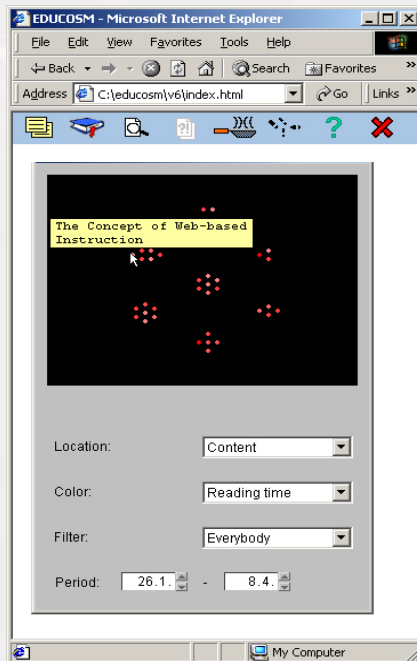 EDUCOSM - Microsoft Internet Explorer
File Edit View Favorites Tools Help
Back Search Favorites »
Address C:\educosm\v6\index.html Go Links »
The Concept of Web-based
Instruction
Location: Content
Color: Reading time
Filter: Everybody
Period: 26.1. - 8.4.
My Computer